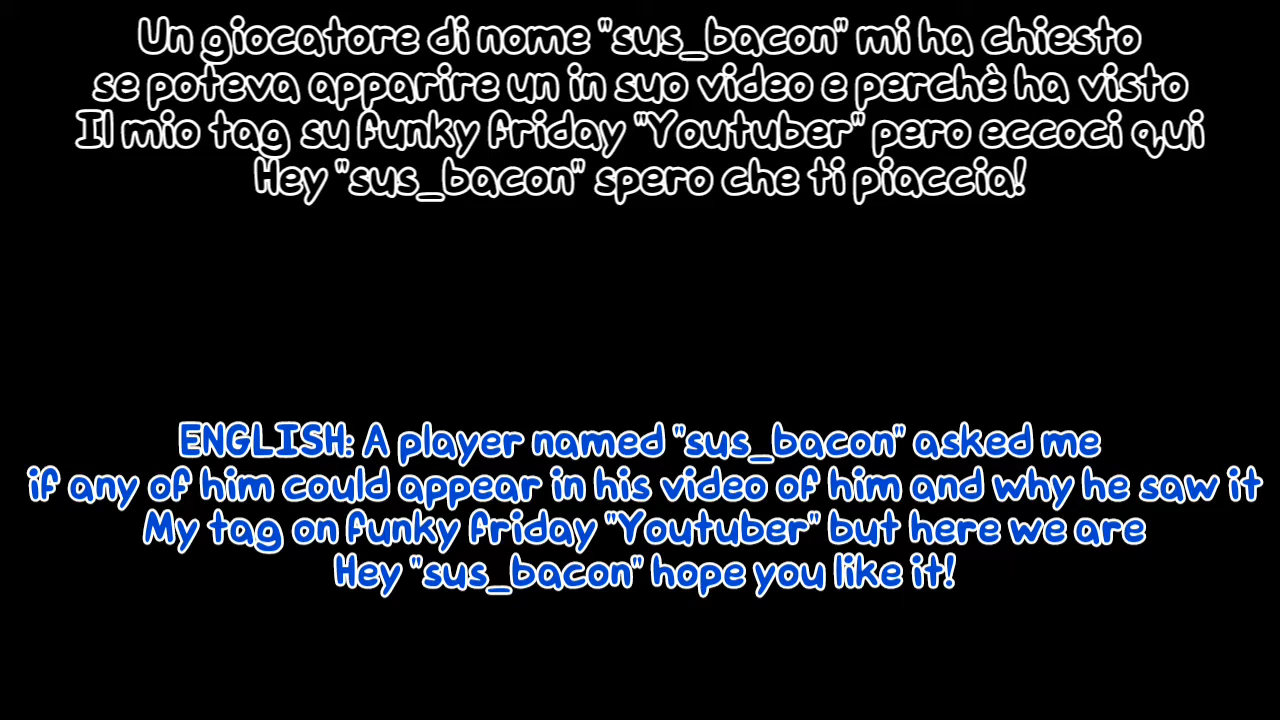 Un giocatore di nome "sus_bacon" mi ha chiesto
se poteva apparire un in suo video e perchè ha visto
Il mio tag su funky friday "Youtuber" pero eccoci qui
Hey "sus_bacon" spero che ti piaccia!
ENGLISH: A player named "sus_bacon" asked me
if any of him could appear in his video of him and why he saw it
My tag on funky friday "Youtuber" but here we are
Hey "sus_bacon" hope you like it!